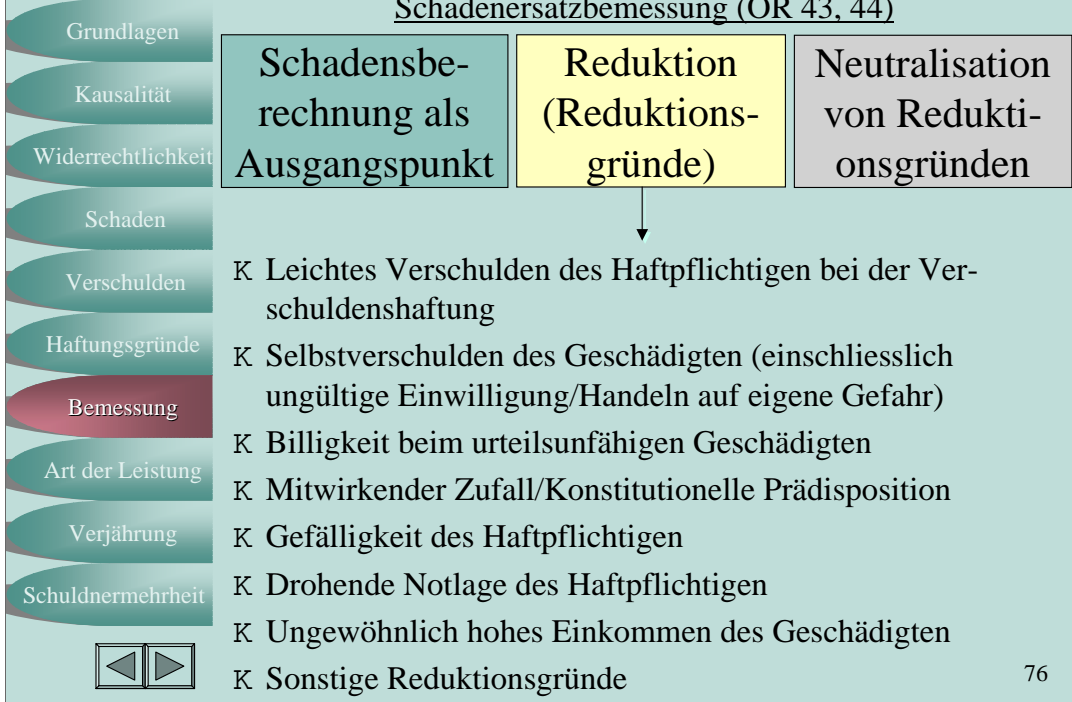 Schadenersatzbemessung (OR 43, 44)
Grundlagen
Kausalität
Widerrechtlichkeit
Schaden
Verschulden
Haftungsgründe
Bemessung
Art der Leistung
Verjährung
Schuldnermehrheit
Schadensbe-
rechnung als
Ausgangspunkt
Reduktion
(Reduktions-
gründe)
Neutralisation
von Redukti-
onsgründen
K Leichtes Verschulden des Haftpflichtigen bei der Ver-
schuldenshaftung
K Selbstverschulden des Geschädigten (einschliesslich
ungültige Einwilligung/Handeln auf eigene Gefahr)
K Billigkeit beim urteilsunfähigen Geschädigten
K Mitwirkender Zufall/Konstitutionelle Prädisposition
K Gefälligkeit des Haftpflichtigen
K Drohende Notlage des Haftpflichtigen
K Ungewöhnlich hohes Einkommen des Geschädigten
K Sonstige Reduktionsgründe
76